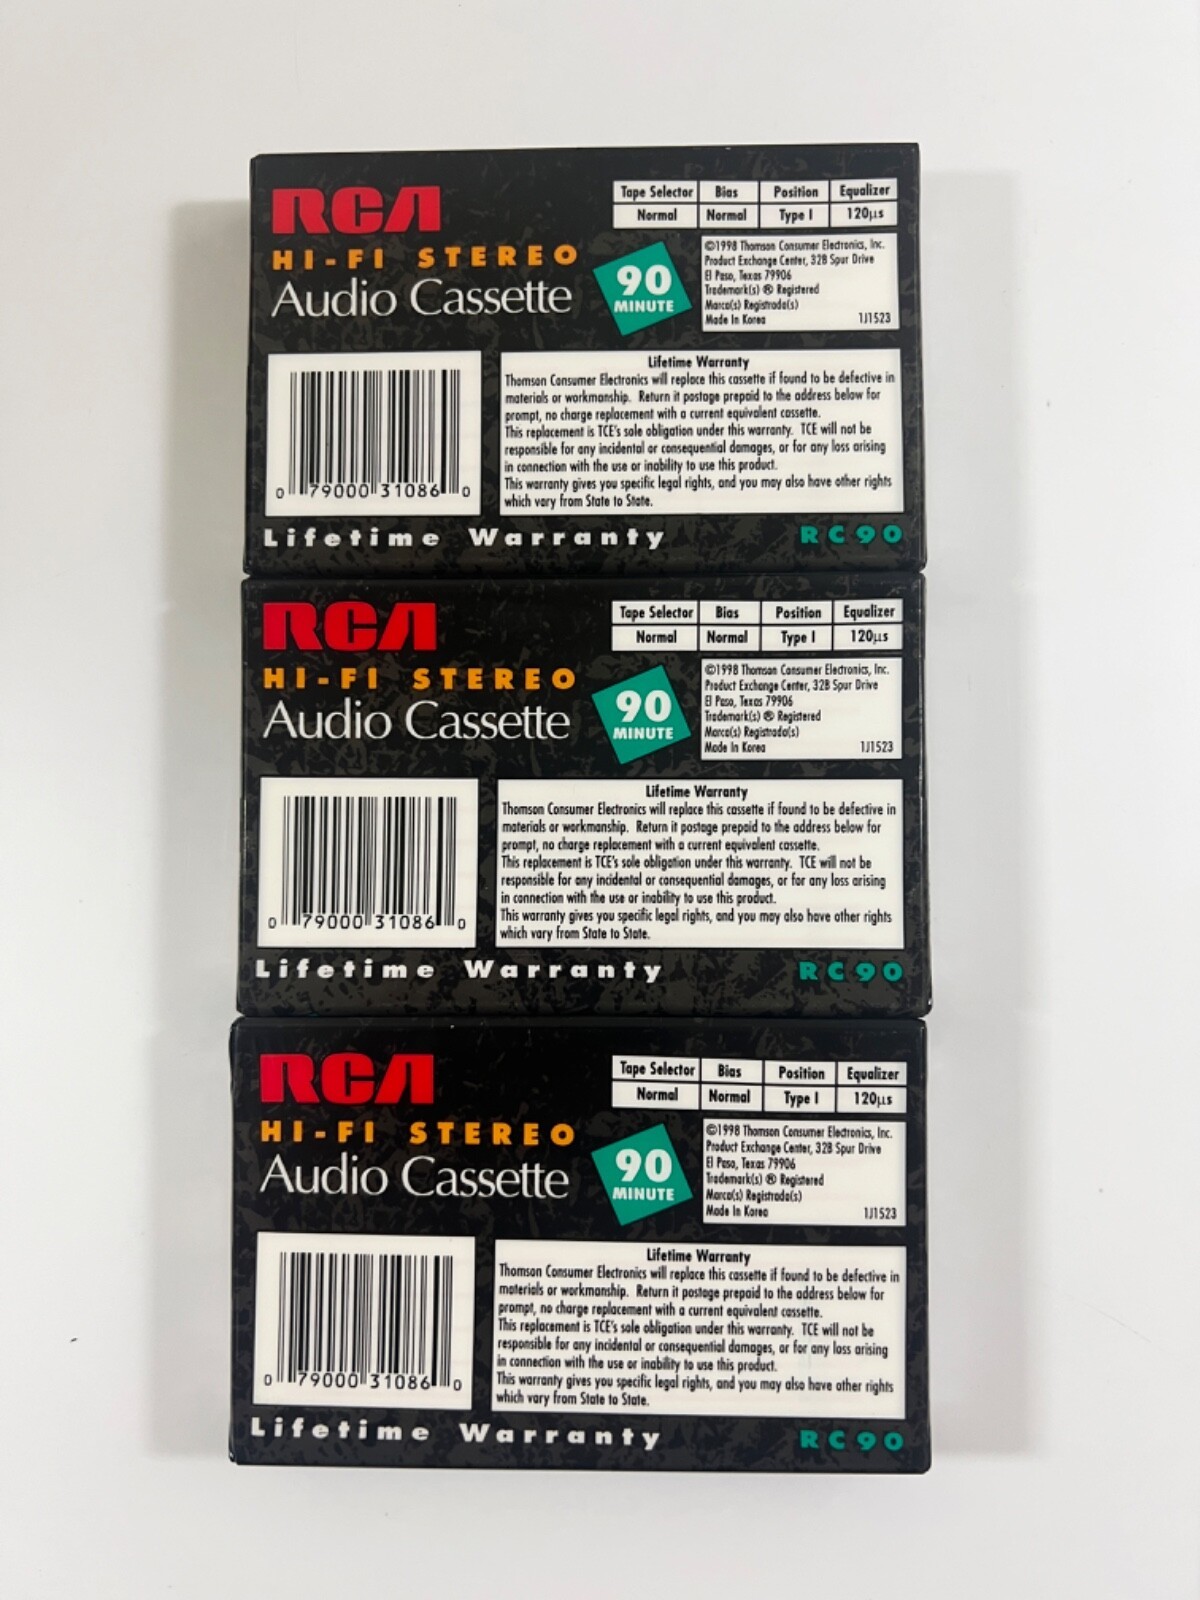 RCA
HI-FI STEREO
Audio Cassette
90
MINUTE
Tape Selector Bias Position Equalizer
Normal Normal Type I 120µs
©1998 Thomson Consumer Electronics, Inc.
Product Exchange Center, 32B Spur Drive
El Paso, Texas 79906
Trademark(s) ® Registered
Marca(s) Registrada(s)
Made In Korea 1J1523
0 79000 31086 0
Lifetime Warranty
Thomson Consumer Electronics will replace this cassette if found to be defective in
materials or workmanship. Return it postage prepaid to the address below for
prompt, no charge replacement with a current equivalent cassette.
This replacement is TCE's sole obligation under this warranty. TCE will not be
responsible for any incidental or consequential damages, or for any loss arising
in connection with the use or inability to use this product.
This warranty gives you specific legal rights, and you may also have other rights
which vary from State to State.
Lifetime Warranty RC90
RCA
HI-FI STEREO
Audio Cassette
90
MINUTE
Tape Selector Bias Position Equalizer
Normal Normal Type I 120µs
©1998 Thomson Consumer Electronics, Inc.
Product Exchange Center, 32B Spur Drive
El Paso, Texas 79906
Trademark(s) ® Registered
Marca(s) Registrada(s)
Made In Korea 1J1523
0 79000 31086 0
Lifetime Warranty
Thomson Consumer Electronics will replace this cassette if found to be defective in
materials or workmanship. Return it postage prepaid to the address below for
prompt, no charge replacement with a current equivalent cassette.
This replacement is TCE's sole obligation under this warranty. TCE will not be
responsible for any incidental or consequential damages, or for any loss arising
in connection with the use or inability to use this product.
This warranty gives you specific legal rights, and you may also have other rights
which vary from State to State.
Lifetime Warranty RC90
RCA
HI-FI STEREO
Audio Cassette
90
MINUTE
Tape Selector Bias Position Equalizer
Normal Normal Type I 120µs
©1998 Thomson Consumer Electronics, Inc.
Product Exchange Center, 32B Spur Drive
El Paso, Texas 79906
Trademark(s) ® Registered
Marca(s) Registrada(s)
Made In Korea 1J1523
0 79000 31086 0
Lifetime Warranty
Thomson Consumer Electronics will replace this cassette if found to be defective in
materials or workmanship. Return it postage prepaid to the address below for
prompt, no charge replacement with a current equivalent cassette.
This replacement is TCE's sole obligation under this warranty. TCE will not be
responsible for any incidental or consequential damages, or for any loss arising
in connection with the use or inability to use this product.
This warranty gives you specific legal rights, and you may also have other rights
which vary from State to State.
Lifetime Warranty RC90